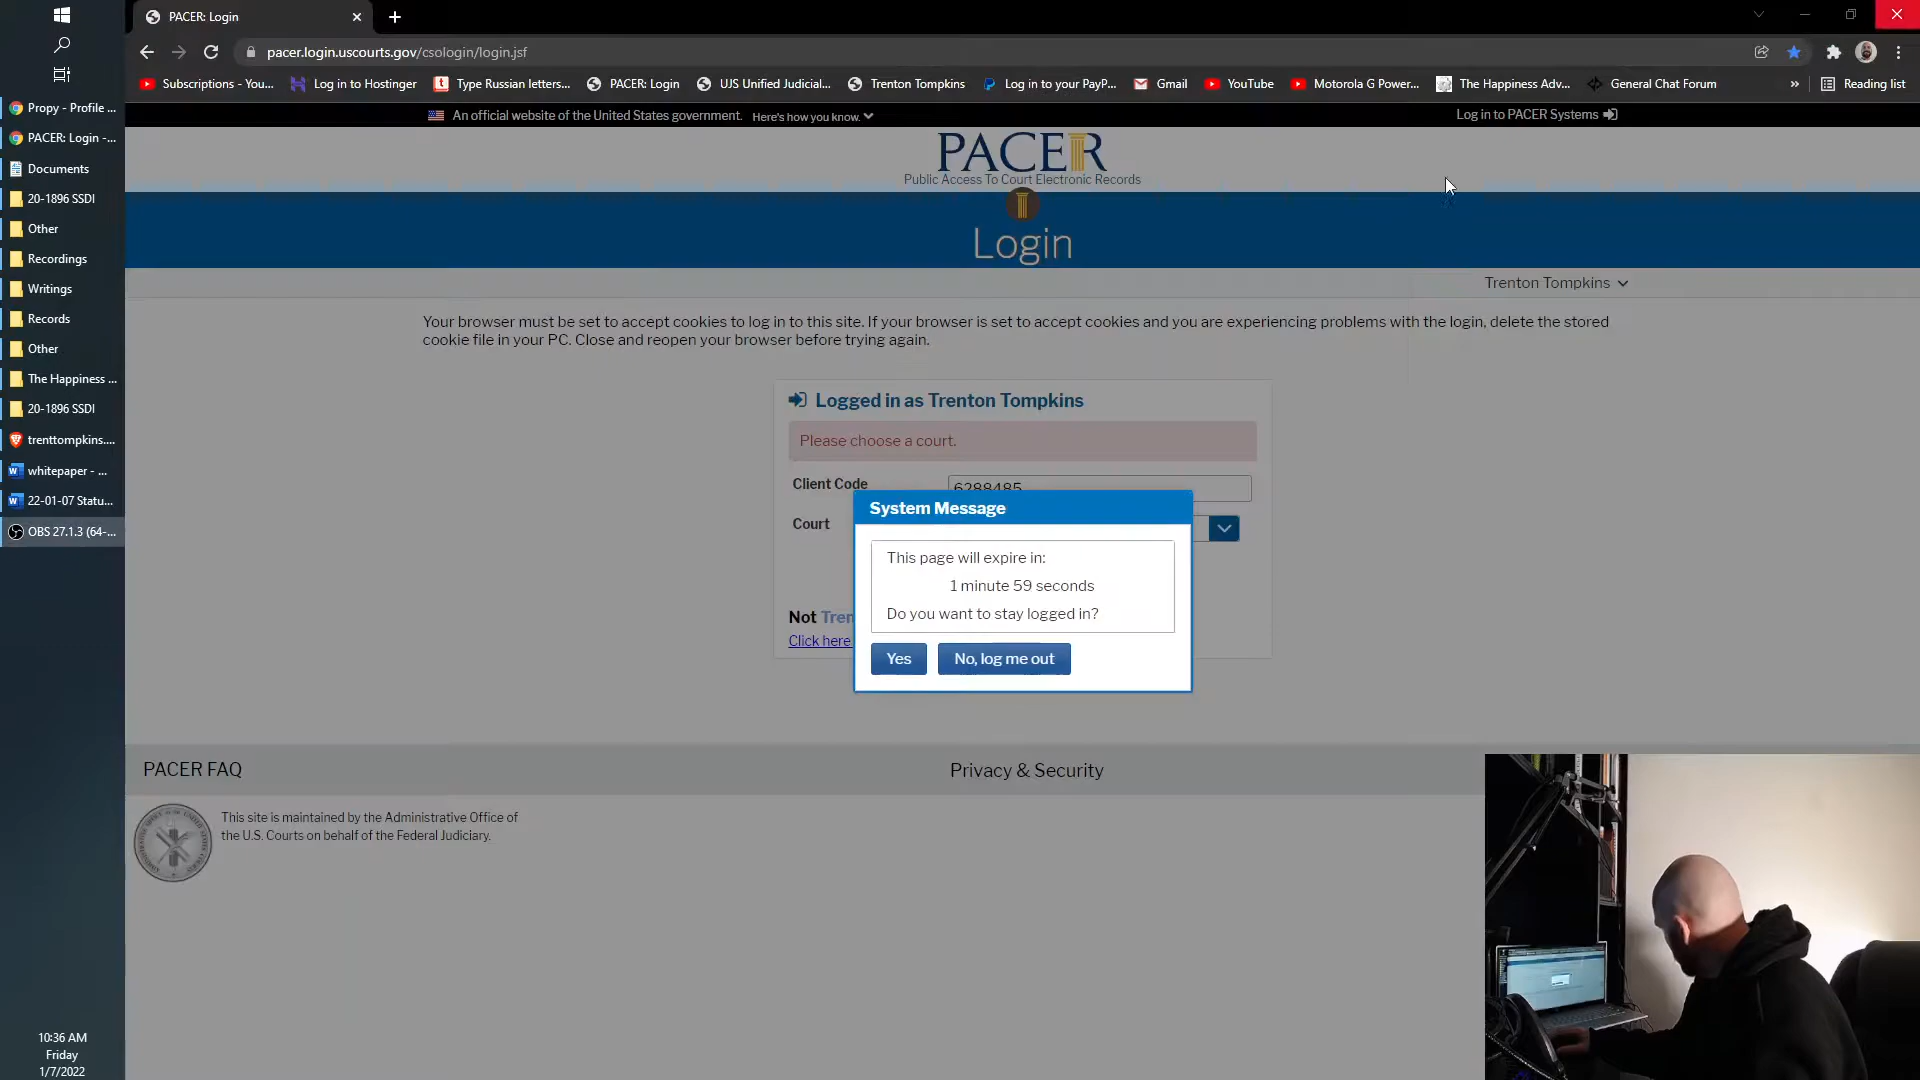 PACER: Login
pacer.login.uscourts.gov/csologin/login.jsf
Subscriptions - You...
Log in to Hostinger
Type Russian letters...
PACER: Login
UJS Unified Judicial...
Trenton Tompkins
Log in to your PayP...
Gmail
YouTube
Motorola G Power...
The Happiness Adv...
General Chat Forum
»
Reading list
Propy - Profile ...
PACER: Login -...
Documents
20-1896 SSDI
Other
Recordings
Writings
Records
Other
The Happiness ...
20-1896 SSDI
trenttompkins....
whitepaper - ...
22-01-07 Statu...
OBS 27.1.3 (64-...
10:36 AM
Friday
1/7/2022
An official website of the United States government. Here's how you know.
Log in to PACER Systems
PACER
Public Access To Court Electronic Records
Login
Trenton Tompkins
Your browser must be set to accept cookies to log in to this site. If your browser is set to accept cookies and you are experiencing problems with the login, delete the stored
cookie file in your PC. Close and reopen your browser before trying again.
Logged in as Trenton Tompkins
Please choose a court.
Client Code
6288485
Court
System Message
This page will expire in:
1 minute 59 seconds
Do you want to stay logged in?
Yes
No, log me out
Not Tren
Click here
PACER FAQ
Privacy & Security
This site is maintained by the Administrative Office of
the U.S. Courts on behalf of the Federal Judiciary.